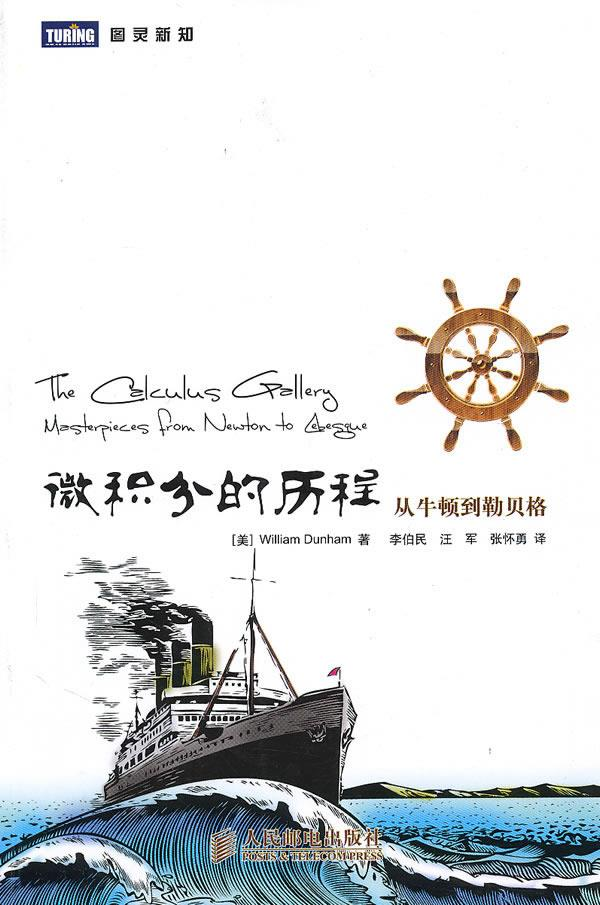 TURING 图灵新知
The Calculus Gallery
Masterpieces from Newton to Lebesgue
微积分的历程 从牛顿到勒贝格
[美] William Dunham 著 李伯民 汪 军 张怀勇 译
人民邮电出版社
POSTS & TELECOM PRESS